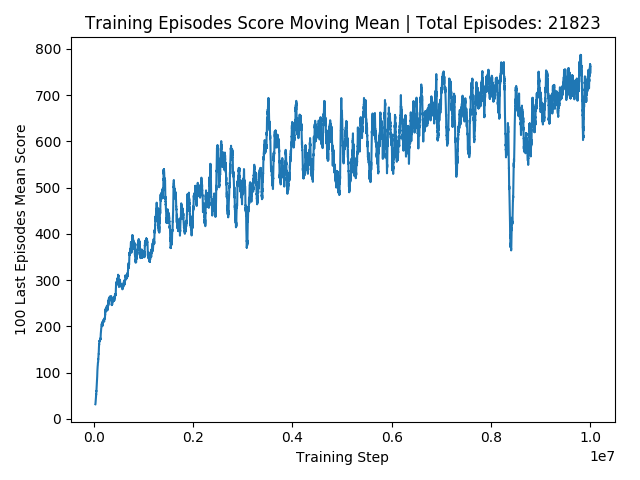 Training Episodes Score Moving Mean | Total Episodes: 21823
800
700
600
500
400
300
200
100
0
100 Last Episodes Mean Score
0.0 0.2 0.4 0.6 0.8 1.0
1e7
Training Step